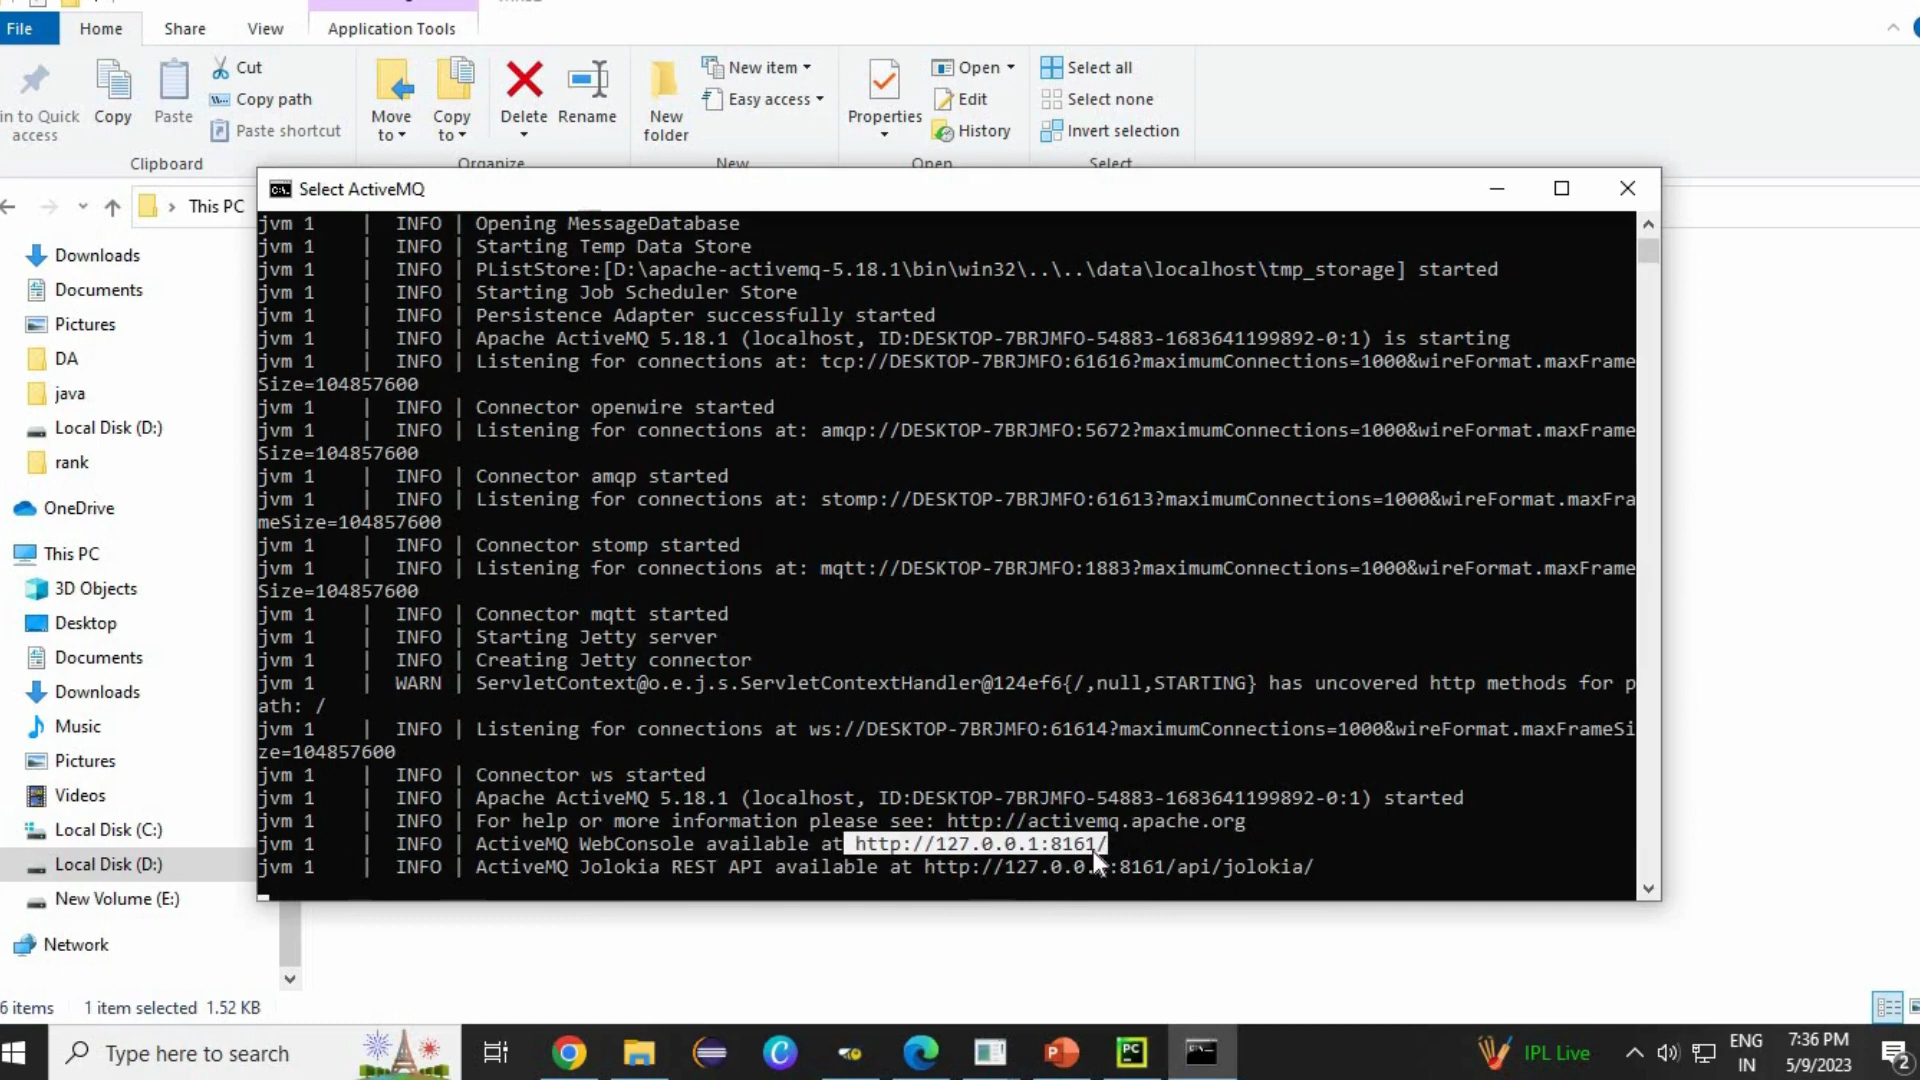 File Home Share View Application Tools
in to Quick access
Copy
Paste
Cut
Copy path
Paste shortcut
Clipboard
Move to
Copy to
Delete
Rename
Organize
New folder
New item
Easy access
New
Properties
Open
Edit
History
Open
Select all
Select none
Invert selection
Select
This PC
Downloads
Documents
Pictures
DA
java
Local Disk (D:)
rank
OneDrive
This PC
3D Objects
Desktop
Documents
Downloads
Music
Pictures
Videos
Local Disk (C:)
Local Disk (D:)
New Volume (E:)
Network
Select ActiveMQ
jvm 1    | INFO | Opening MessageDatabase
jvm 1    | INFO | Starting Temp Data Store
jvm 1    | INFO | PListStore:[D:\apache-activemq-5.18.1\bin\win32\..\..\data\localhost\tmp_storage] started
jvm 1    | INFO | Starting Job Scheduler Store
jvm 1    | INFO | Persistence Adapter successfully started
jvm 1    | INFO | Apache ActiveMQ 5.18.1 (localhost, ID:DESKTOP-7BRJMFO-54883-1683641199892-0:1) is starting
jvm 1    | INFO | Listening for connections at: tcp://DESKTOP-7BRJMFO:61616?maximumConnections=1000&wireFormat.maxFrame
Size=104857600
jvm 1    | INFO | Connector openwire started
jvm 1    | INFO | Listening for connections at: amqp://DESKTOP-7BRJMFO:5672?maximumConnections=1000&wireFormat.maxFrame
Size=104857600
jvm 1    | INFO | Connector amqp started
jvm 1    | INFO | Listening for connections at: stomp://DESKTOP-7BRJMFO:61613?maximumConnections=1000&wireFormat.maxFra
meSize=104857600
jvm 1    | INFO | Connector stomp started
jvm 1    | INFO | Listening for connections at: mqtt://DESKTOP-7BRJMFO:1883?maximumConnections=1000&wireFormat.maxFrame
Size=104857600
jvm 1    | INFO | Connector mqtt started
jvm 1    | INFO | Starting Jetty server
jvm 1    | INFO | Creating Jetty connector
jvm 1    | WARN | ServletContext@o.e.j.s.ServletContextHandler@124ef6{/,null,STARTING} has uncovered http methods for p
ath: /
jvm 1    | INFO | Listening for connections at ws://DESKTOP-7BRJMFO:61614?maximumConnections=1000&wireFormat.maxFrameSi
ze=104857600
jvm 1    | INFO | Connector ws started
jvm 1    | INFO | Apache ActiveMQ 5.18.1 (localhost, ID:DESKTOP-7BRJMFO-54883-1683641199892-0:1) started
jvm 1    | INFO | For help or more information please see: http://activemq.apache.org
jvm 1    | INFO | ActiveMQ WebConsole available at http://127.0.0.1:8161/
jvm 1    | INFO | ActiveMQ Jolokia REST API available at http://127.0.0.1:8161/api/jolokia/
6 items 1 item selected 1.52 KB
Type here to search
PC
IPL Live
ENG
IN
7:36 PM
5/9/2023
2